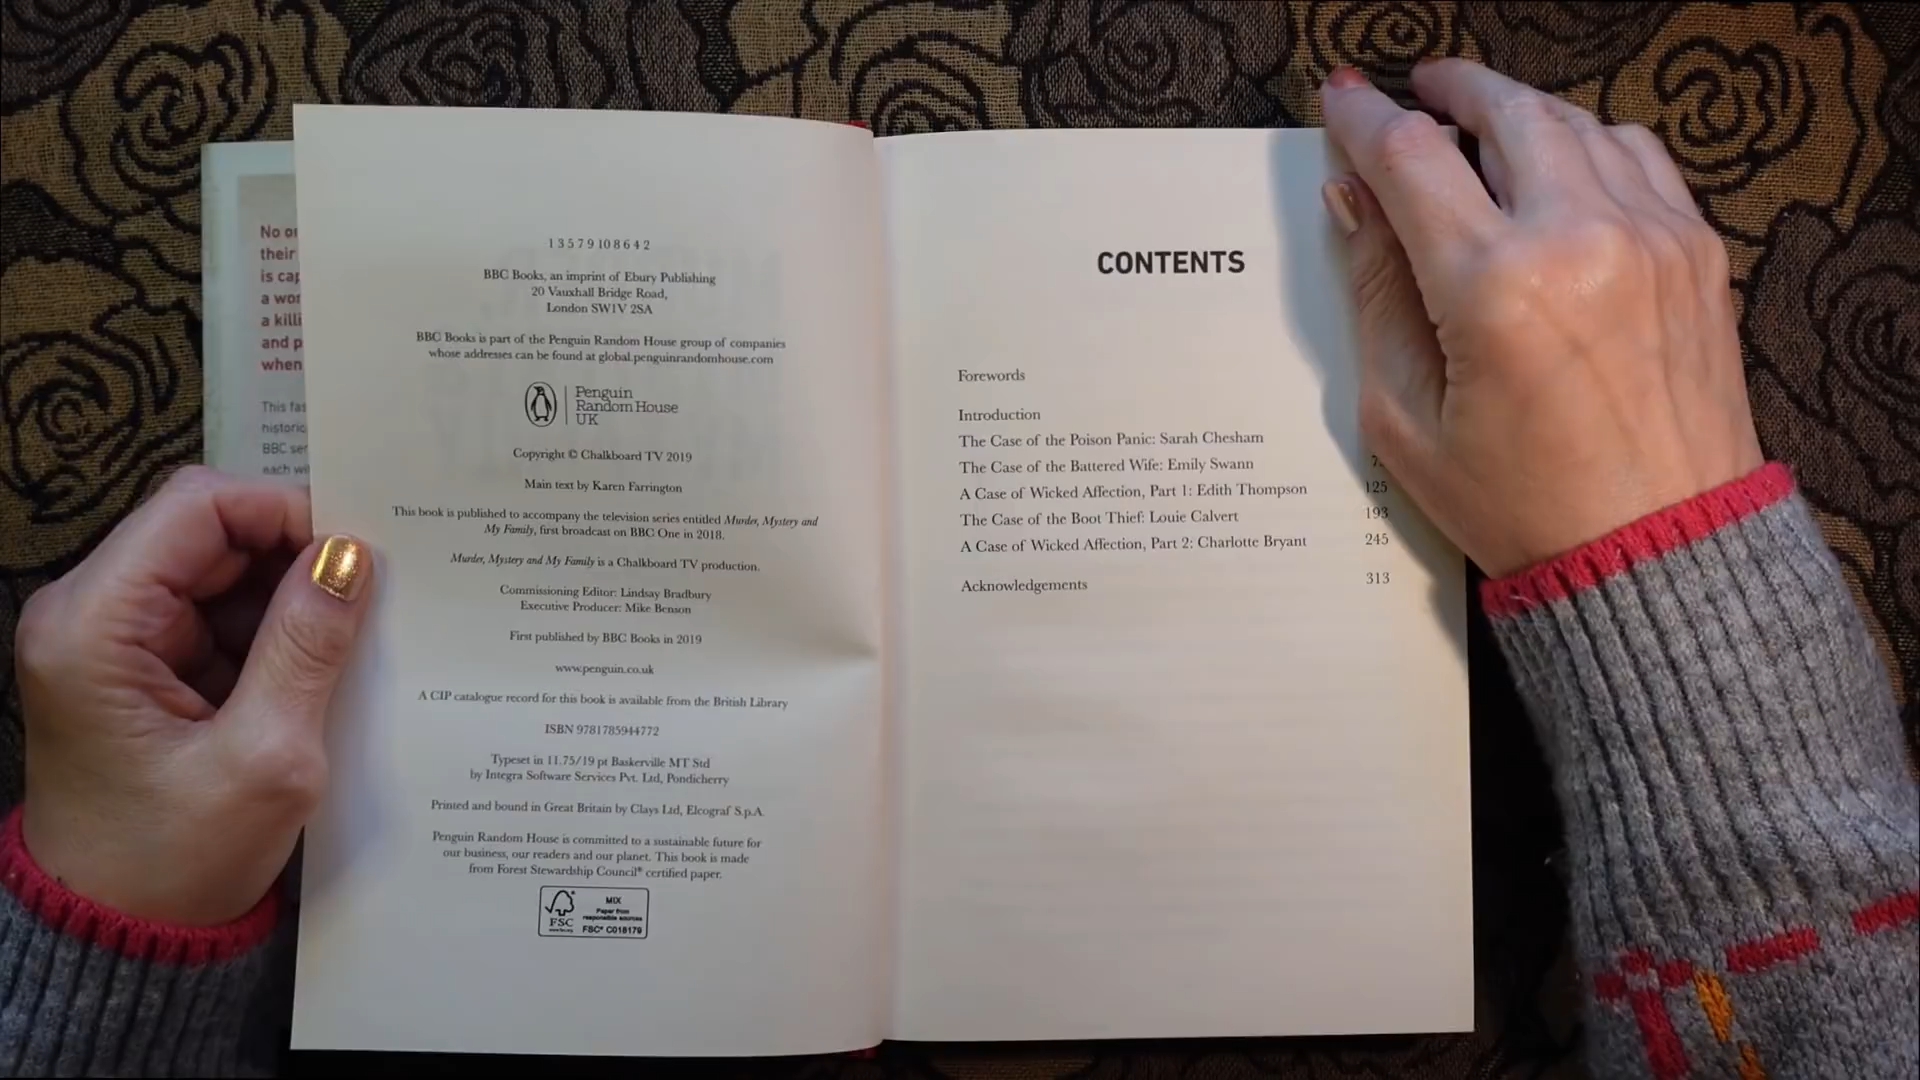 No
their
is
a
a
and
when
This
BBC
each
1 3 5 7 9 10 8 6 4 2
BBC Books, an imprint of Ebury Publishing
20 Vauxhall Bridge Road,
London SW1V 2SA
BBC Books is part of the Penguin Random House group of companies
whose addresses can be found at global.penguinrandomhouse.com
Penguin
Random House
UK
Copyright © Chalkboard TV 2019
Main text by Karen Farrington
This book is published to accompany the television series entitled Murder, Mystery and
My Family, first broadcast on BBC One in 2018.
Murder, Mystery and My Family is a Chalkboard TV production.
Commissioning Editor: Lindsay Bradbury
Executive Producer: Mike Benson
First published by BBC Books in 2019
www.penguin.co.uk
A CIP catalogue record for this book is available from the British Library
ISBN 9781785944772
Typeset in 11.75/19 pt Baskerville MT Std
by Integra Software Services Pvt. Ltd, Pondicherry
Printed and bound in Great Britain by Clays Ltd, Elcograf S.p.A.
Penguin Random House is committed to a sustainable future for
our business, our readers and our planet. This book is made
from Forest Stewardship Council® certified paper.
FSC
MIX
Paper from
responsible sources
FSC® C018179
CONTENTS
Forewords
Introduction
The Case of the Poison Panic: Sarah Chesham
The Case of the Battered Wife: Emily Swann
A Case of Wicked Affection, Part 1: Edith Thompson 125
The Case of the Boot Thief: Louie Calvert 193
A Case of Wicked Affection, Part 2: Charlotte Bryant 245
Acknowledgements 313